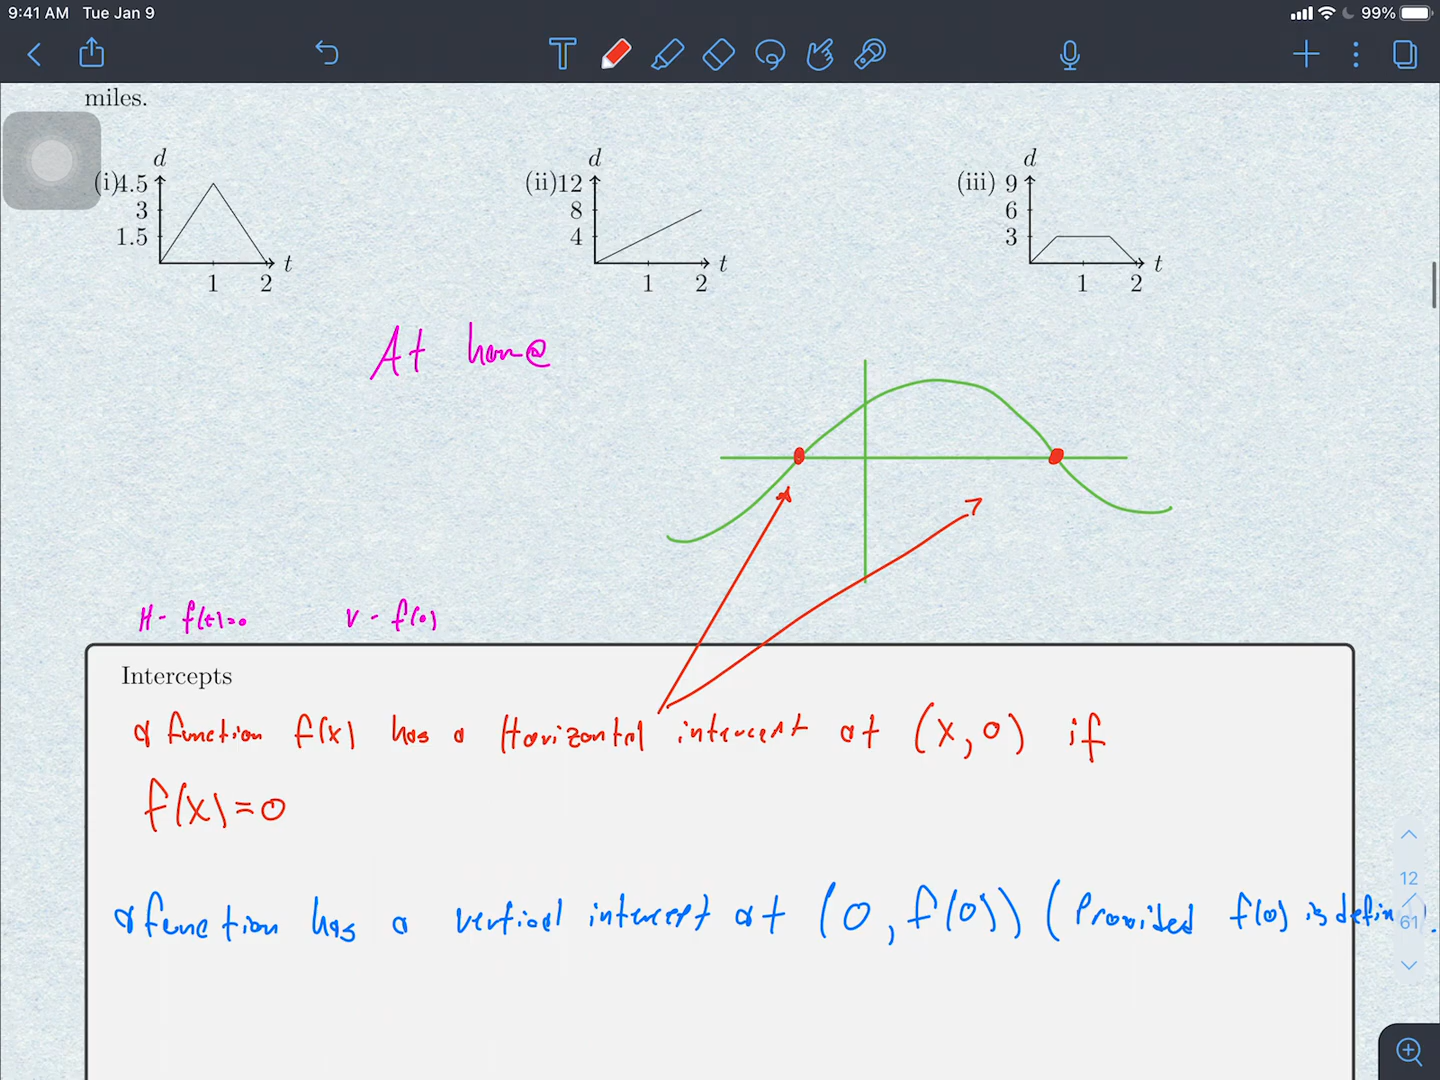 9:41 AM Tue Jan 9
99%
miles.
(i) d 4.5 3 1.5 1 2 t
(ii) d 12 8 4 1 2 t
(iii) d 9 6 3 1 2 t
At home
H - f(t)=0 V - f(0)
Intercepts
a function f(x) has a Horizontal intercept at (x,0) if
f(x)=0
a function has a vertical intercept at (0, f(0)) (Provided f(0) is defin
12
61